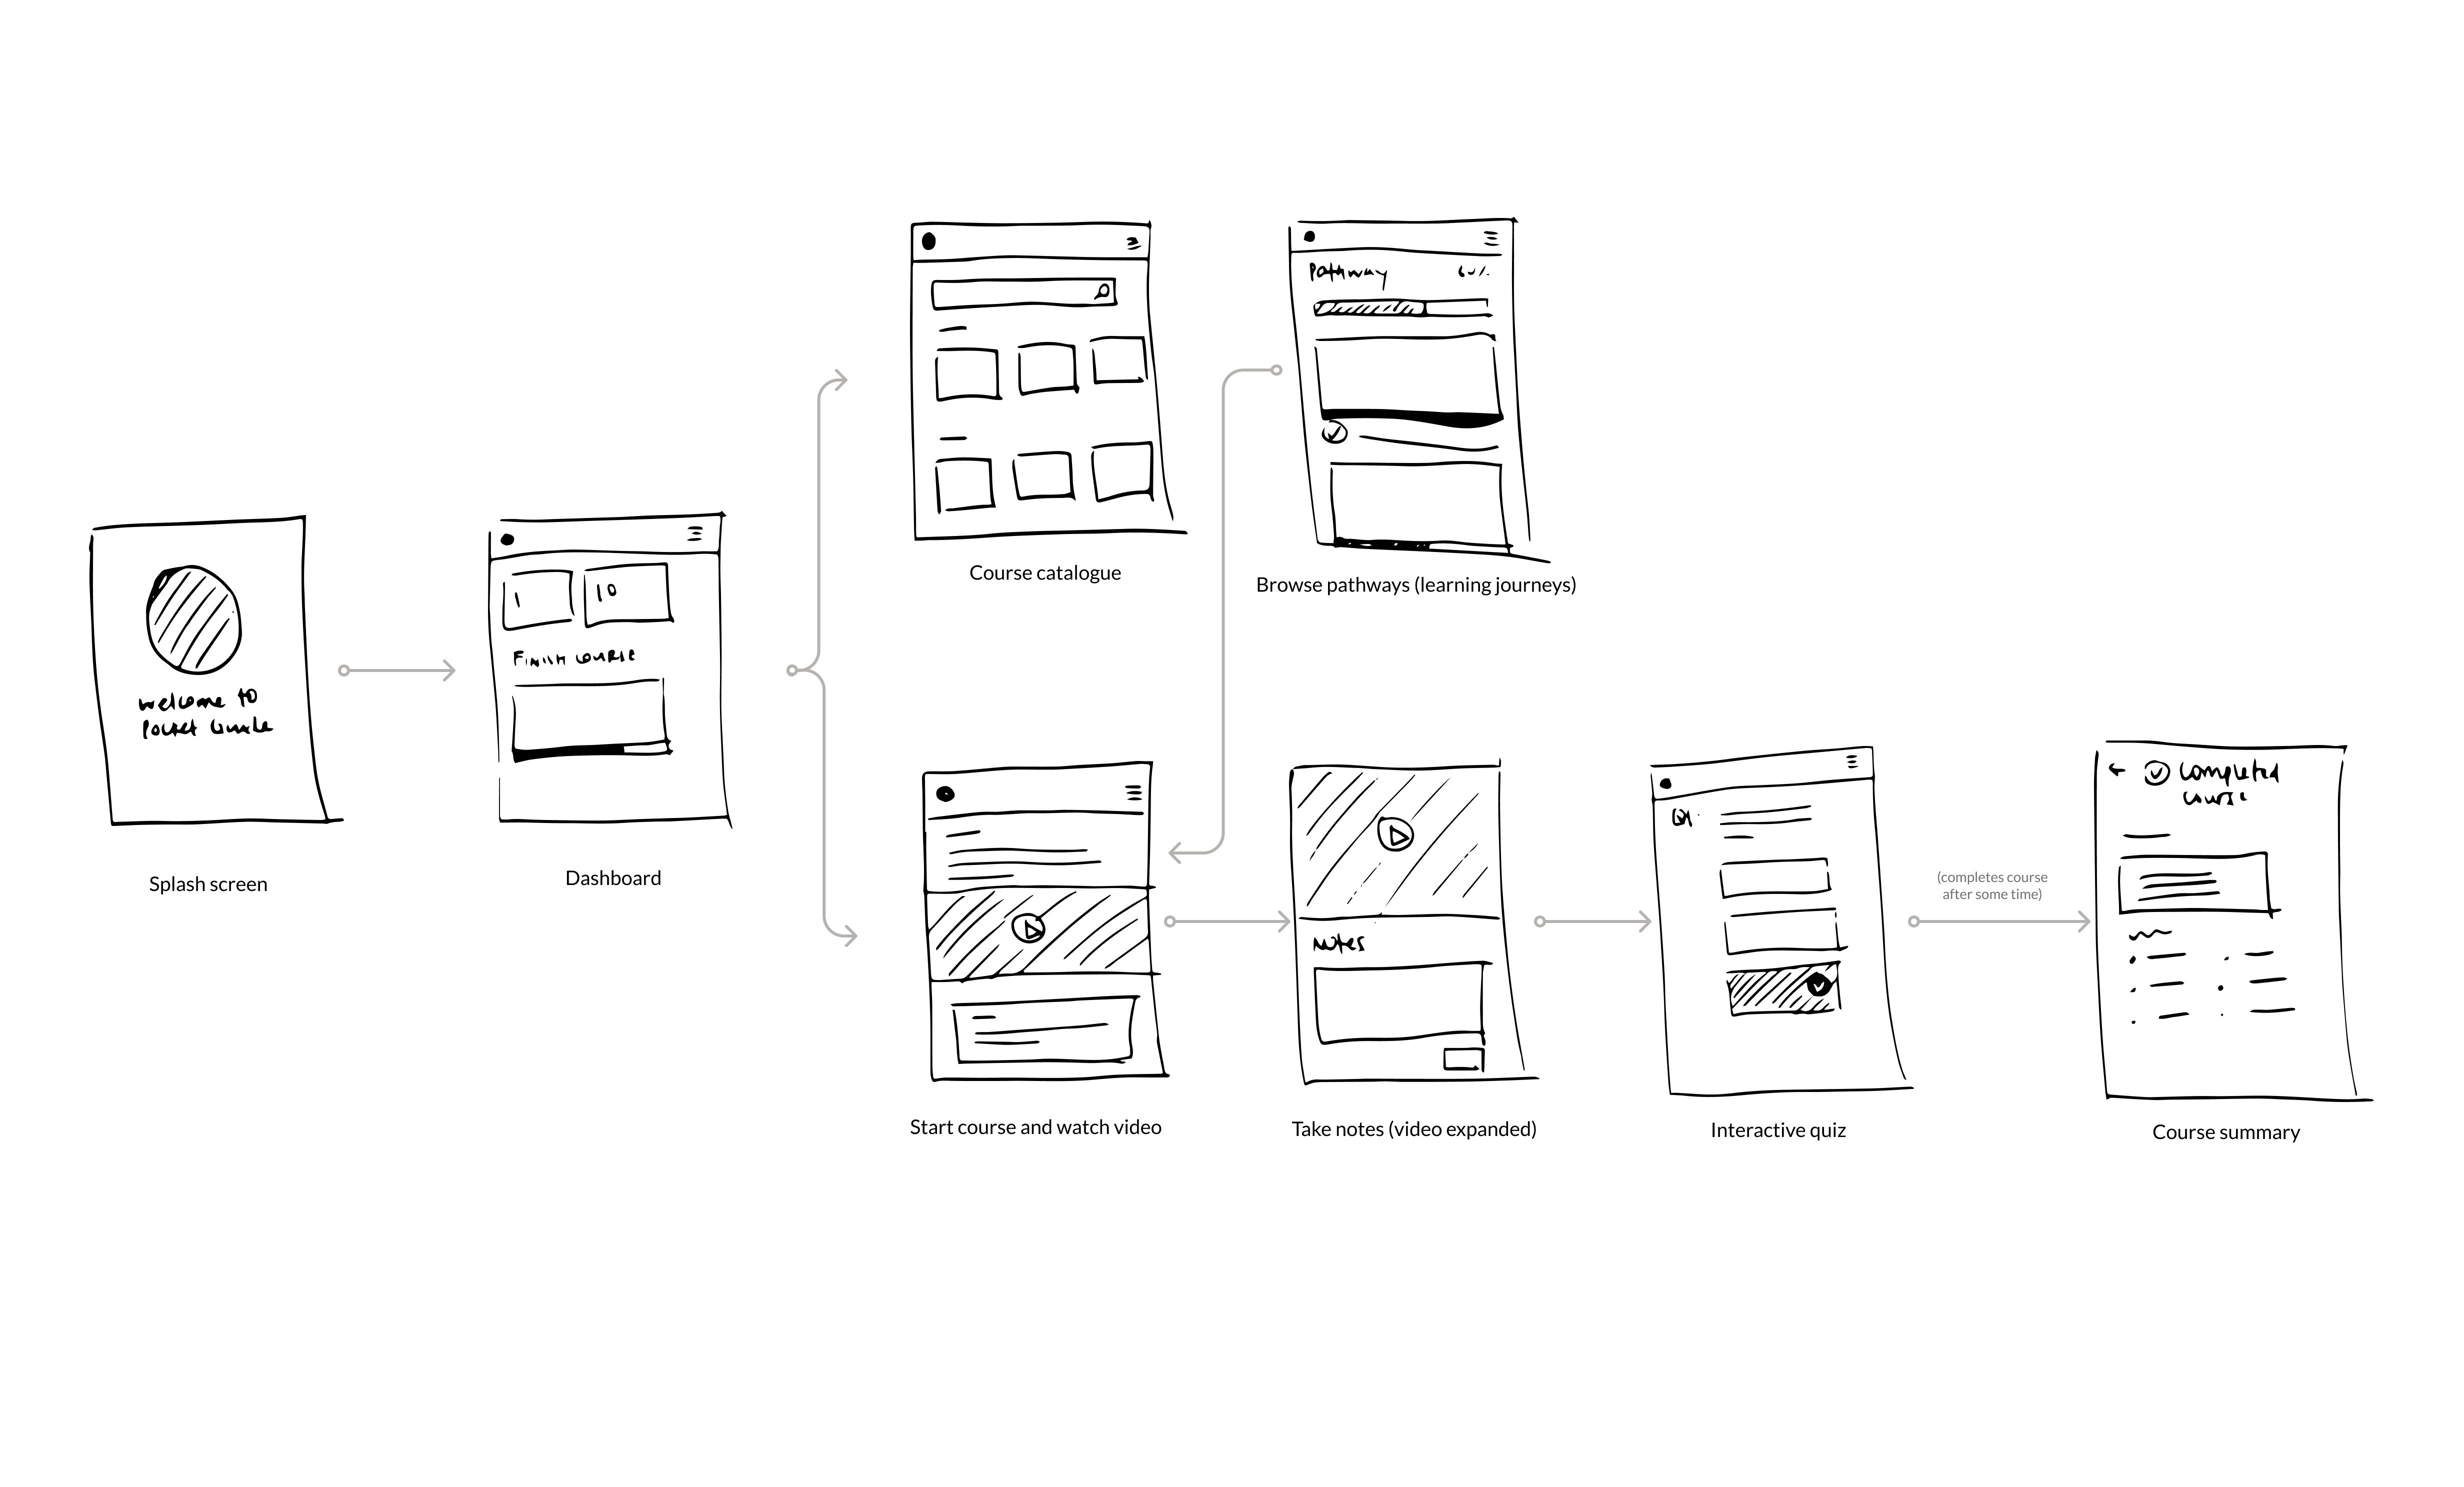 Pathway 60%
Course catalogue
Browse pathways (learning journeys)
welcome to
Pocket
Splash screen
1
10
Finish course
Dashboard
Start course and watch video
notes
Take notes (video expanded)
Q1.
Interactive quiz
(completes course
after some time)
Completed
course
Course summary